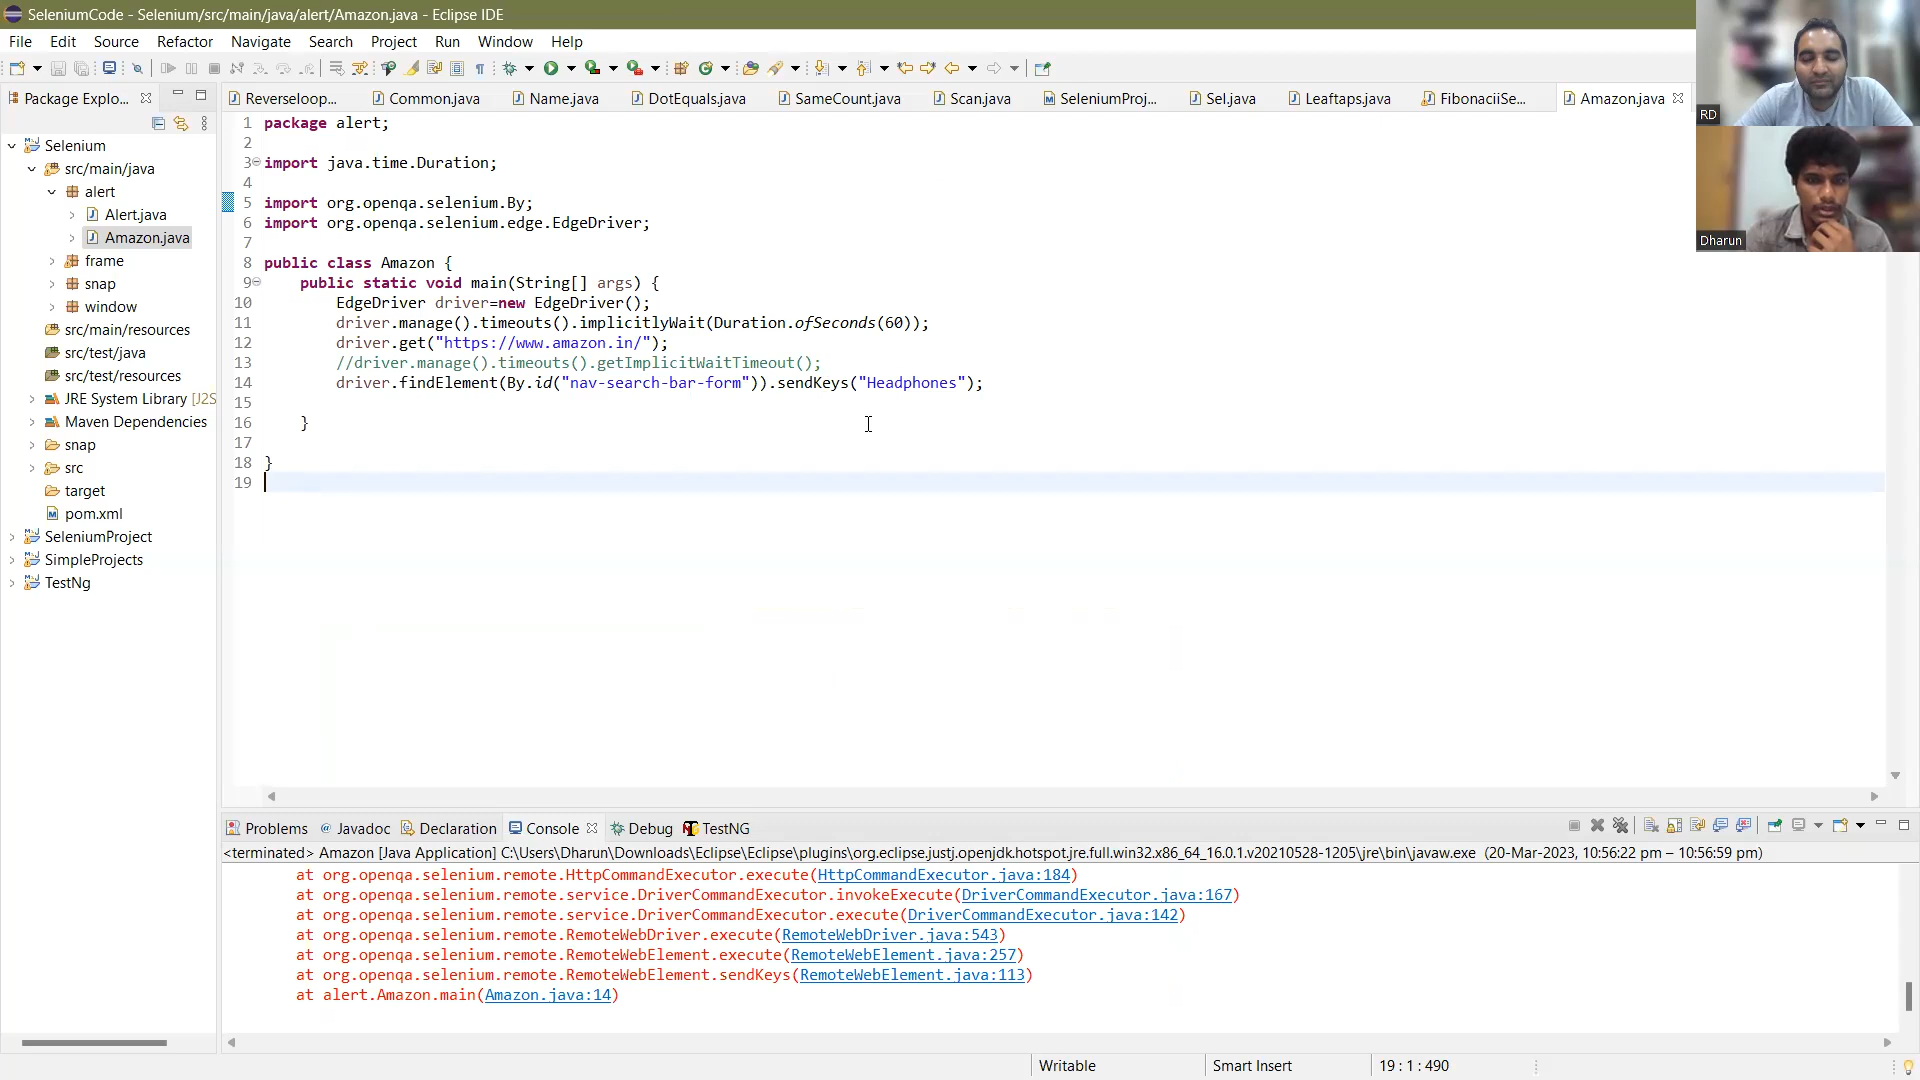 SeleniumCode - Selenium/src/main/java/alert/Amazon.java - Eclipse IDE
File Edit Source Refactor Navigate Search Project Run Window Help
Package Explo...
Reverseloop... Common.java Name.java DotEquals.java SameCount.java Scan.java SeleniumProj... Sel.java Leaftaps.java FibonaciiSe... Amazon.java
RD
Dharun
Selenium
src/main/java
alert
Alert.java
Amazon.java
frame
snap
window
src/main/resources
src/test/java
src/test/resources
JRE System Library [J2S
Maven Dependencies
snap
src
target
pom.xml
SeleniumProject
SimpleProjects
TestNg
1 package alert;
2
3 import java.time.Duration;
4
5 import org.openqa.selenium.By;
6 import org.openqa.selenium.edge.EdgeDriver;
7
8 public class Amazon {
9 public static void main(String[] args) {
10 EdgeDriver driver=new EdgeDriver();
11 driver.manage().timeouts().implicitlyWait(Duration.ofSeconds(60));
12 driver.get("https://www.amazon.in/");
13 //driver.manage().timeouts().getImplicitWaitTimeout();
14 driver.findElement(By.id("nav-search-bar-form")).sendKeys("Headphones");
15
16 }
17
18 }
19
Problems Javadoc Declaration Console Debug TestNG
<terminated> Amazon [Java Application] C:\Users\Dharun\Downloads\Eclipse\Eclipse\plugins\org.eclipse.justj.openjdk.hotspot.jre.full.win32.x86_64_16.0.1.v20210528-1205\jre\bin\javaw.exe (20-Mar-2023, 10:56:22 pm – 10:56:59 pm)
at org.openqa.selenium.remote.HttpCommandExecutor.execute(HttpCommandExecutor.java:184)
at org.openqa.selenium.remote.service.DriverCommandExecutor.invokeExecute(DriverCommandExecutor.java:167)
at org.openqa.selenium.remote.service.DriverCommandExecutor.execute(DriverCommandExecutor.java:142)
at org.openqa.selenium.remote.RemoteWebDriver.execute(RemoteWebDriver.java:543)
at org.openqa.selenium.remote.RemoteWebElement.execute(RemoteWebElement.java:257)
at org.openqa.selenium.remote.RemoteWebElement.sendKeys(RemoteWebElement.java:113)
at alert.Amazon.main(Amazon.java:14)
Writable Smart Insert 19 : 1 : 490